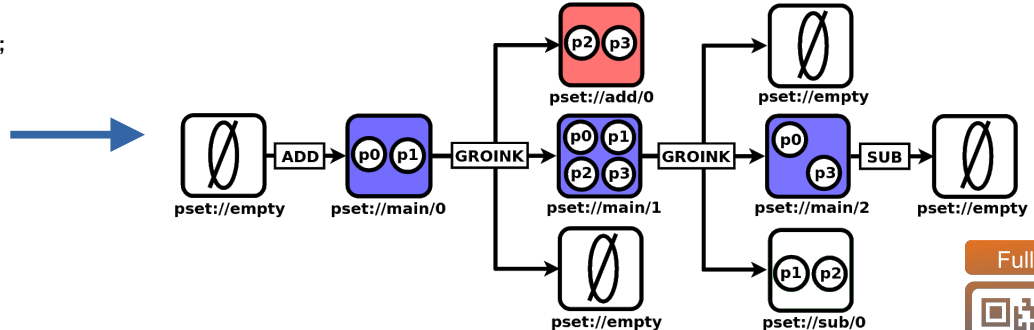 ;
p2 p3
pset://add/0
pset://empty
ADD
p0 p1
GROINK
p0 p1
p2 p3
GROINK
p0
p3
SUB
pset://empty
pset://main/0
pset://main/1
pset://main/2
pset://empty
p1 p2
pset://empty
pset://sub/0
Full